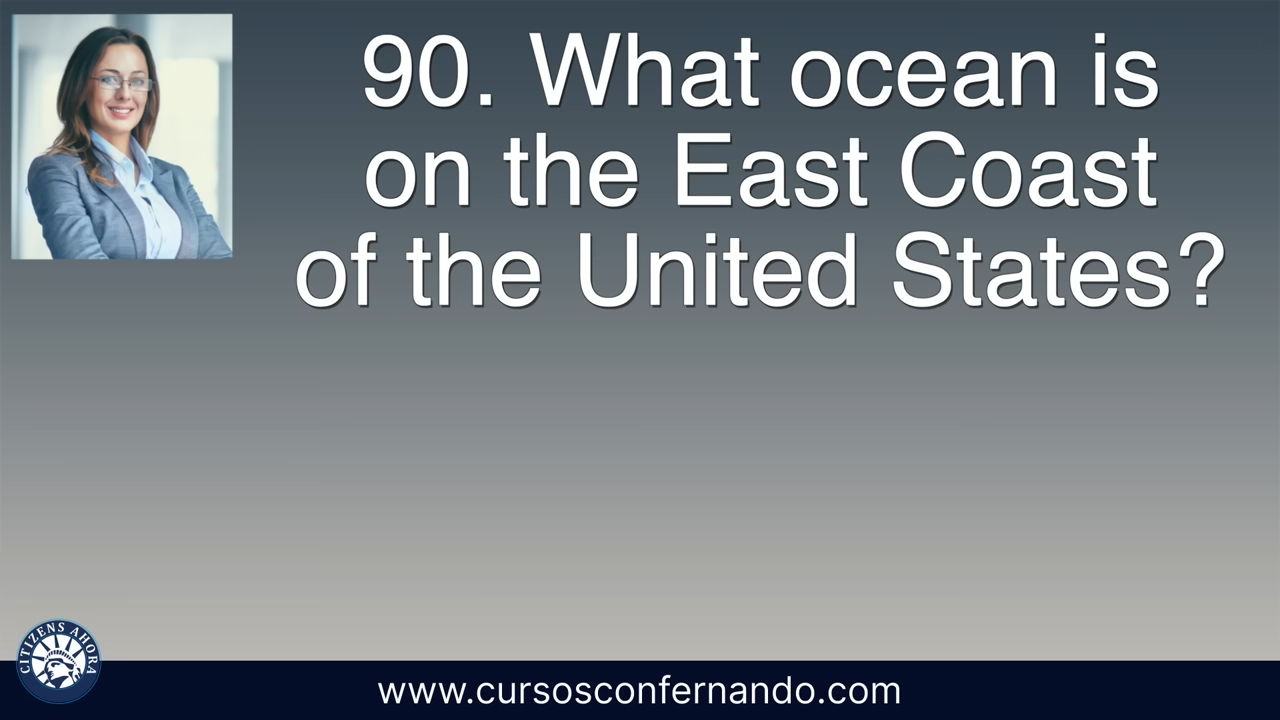 90. What ocean is
on the East Coast
of the United States?
CITIZENS AHORA
www.cursosconfernando.com